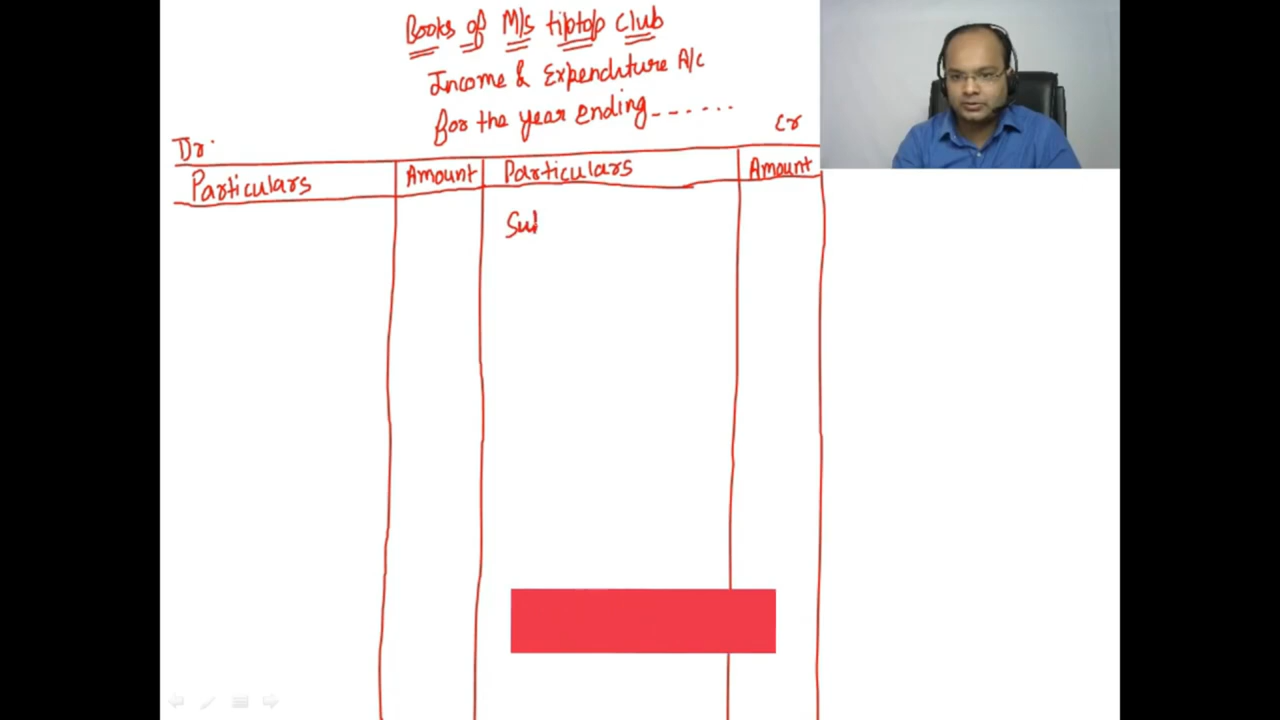 Books of M/s tiptop club
Income & Expenditure A/c
for the year ending-------
Dr. Cr
Particulars Amount Particulars Amount
Sub